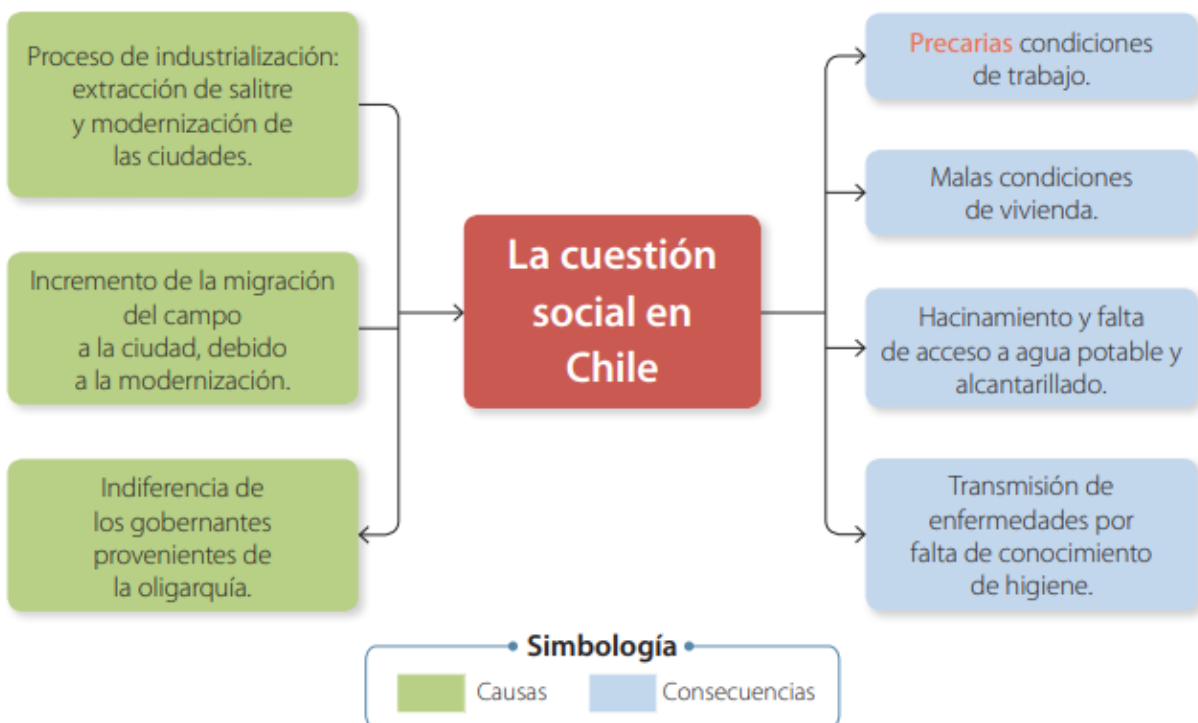 Proceso de industrialización:
extracción de salitre
y modernización de
las ciudades.
Incremento de la migración
del campo
a la ciudad, debido
a la modernización.
Indiferencia de
los gobernantes
provenientes de
la oligarquía.
La cuestión
social en
Chile
Precarias condiciones
de trabajo.
Malas condiciones
de vivienda.
Hacinamiento y falta
de acceso a agua potable y
alcantarillado.
Transmisión de
enfermedades por
falta de conocimiento
de higiene.
Simbología
Causas
Consecuencias